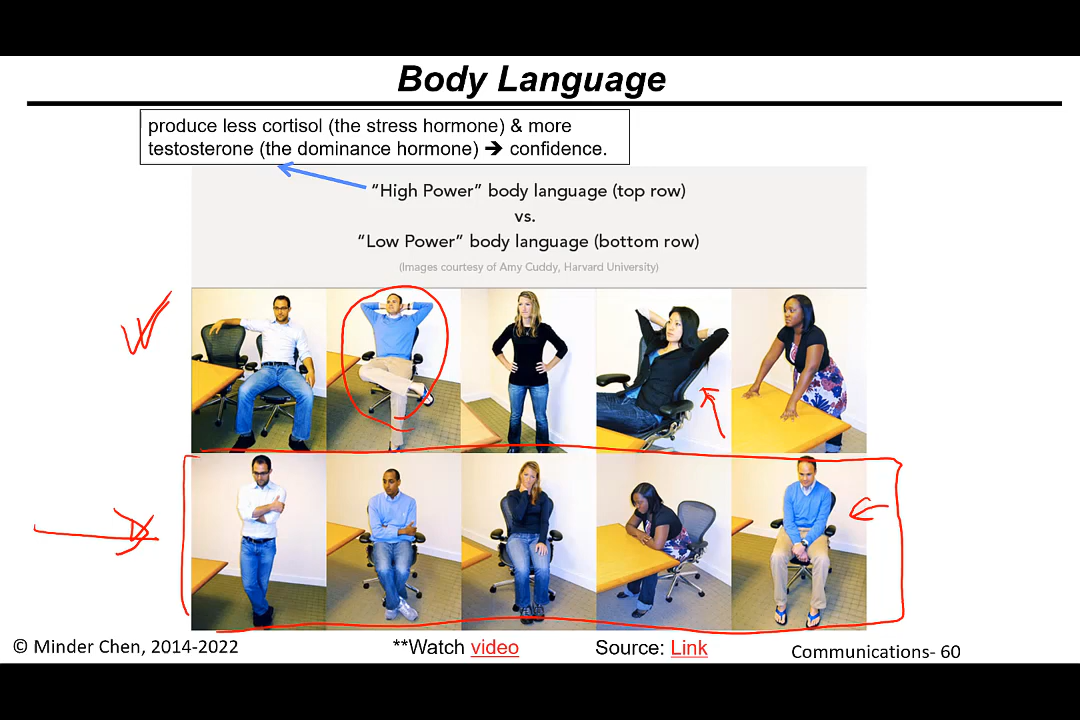 Body Language
produce less cortisol (the stress hormone) & more
testosterone (the dominance hormone) ➔ confidence.
“High Power” body language (top row)
vs.
“Low Power” body language (bottom row)
(Images courtesy of Amy Cuddy, Harvard University)
© Minder Chen, 2014-2022
**Watch video
Source: Link
Communications- 60